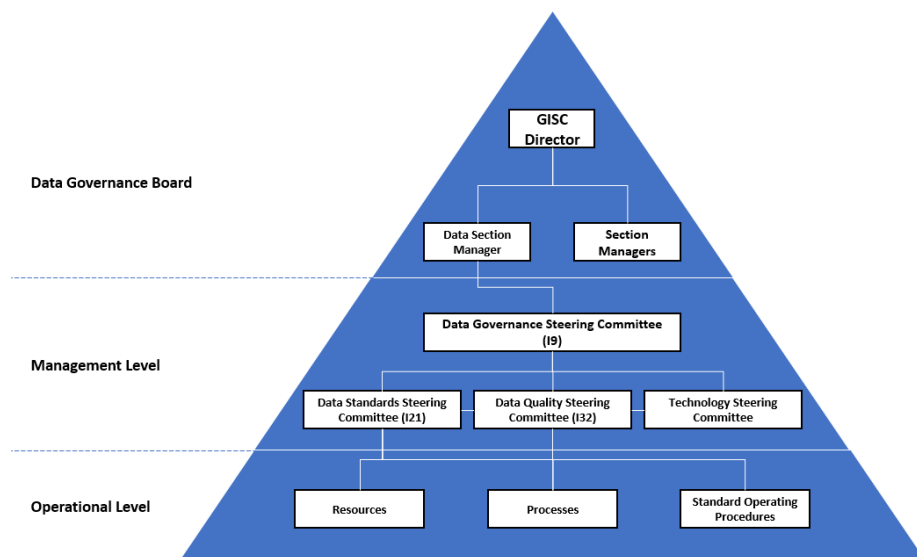 GISC
Director
Data Governance Board
Data Section
Manager
Section
Managers
Data Governance Steering Committee
(I9)
Management Level
Data Standards Steering
Committee (I21)
Data Quality Steering
Committee (I32)
Technology Steering
Committee
Operational Level
Resources
Processes
Standard Operating
Procedures